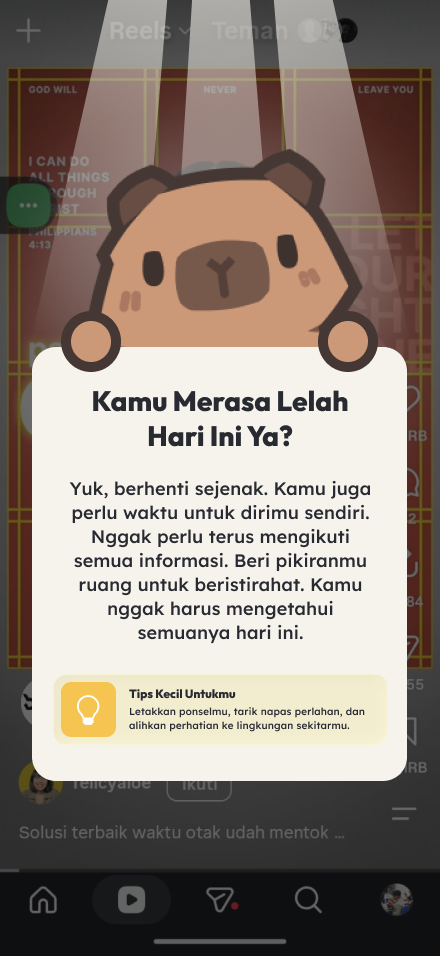 Reels
Teman
GOD WILL
NEVER
LEAVE YOU
I CAN DO
ALL THINGS
THROUGH
PHILIPPIANS
4:13
Kamu Merasa Lelah
Hari Ini Ya?
Yuk, berhenti sejenak. Kamu juga
perlu waktu untuk dirimu sendiri.
Nggak perlu terus mengikuti
semua informasi. Beri pikiranmu
ruang untuk beristirahat. Kamu
nggak harus mengetahui
semuanya hari ini.
Tips Kecil Untukmu
Letakkan ponselmu, tarik napas perlahan, dan
alihkan perhatian ke lingkungan sekitarmu.
Ikuti
Solusi terbaik waktu otak udah mentok ...